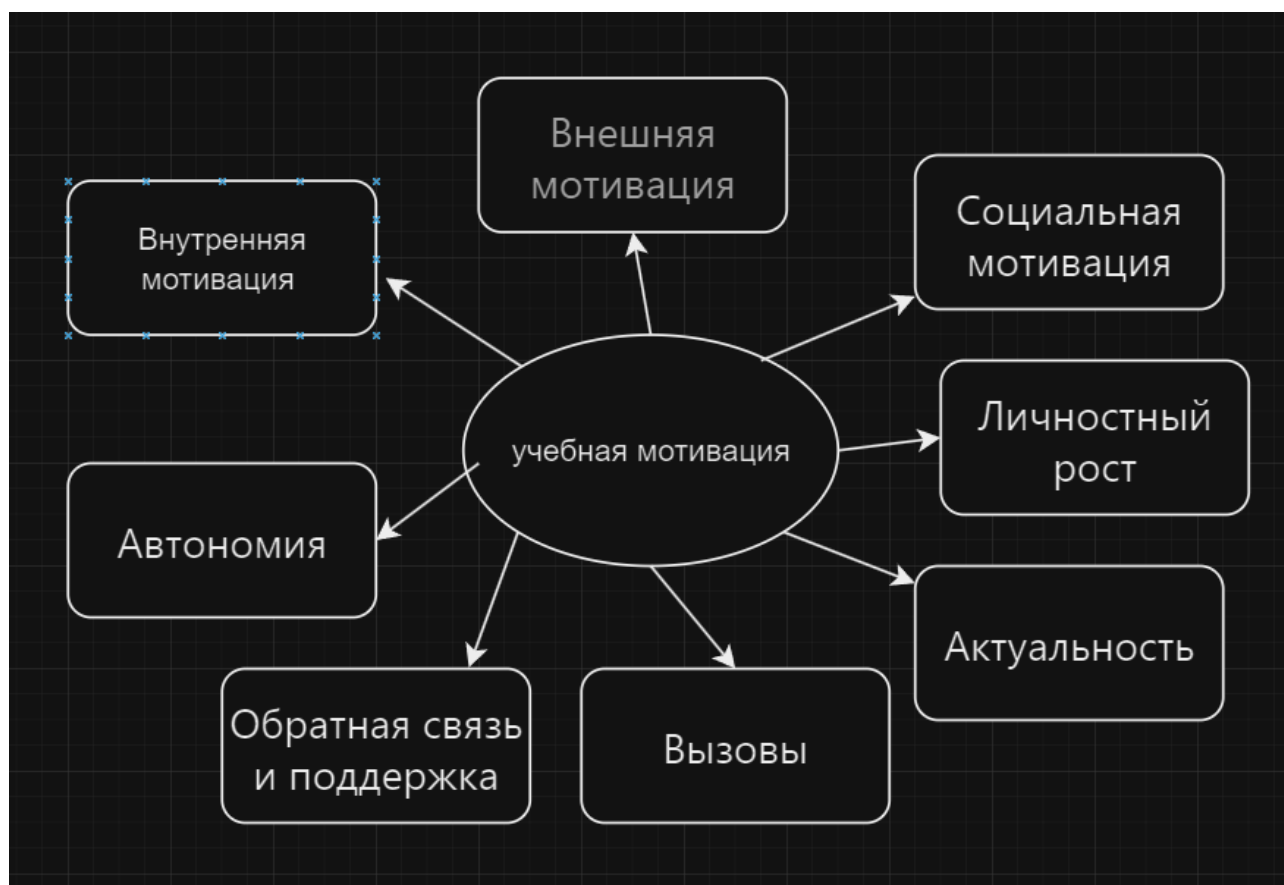 Внешняя
мотивация
Социальная
мотивация
Внутренняя
мотивация
Личностный
рост
учебная мотивация
Автономия
Актуальность
Обратная связь
и поддержка
Вызовы